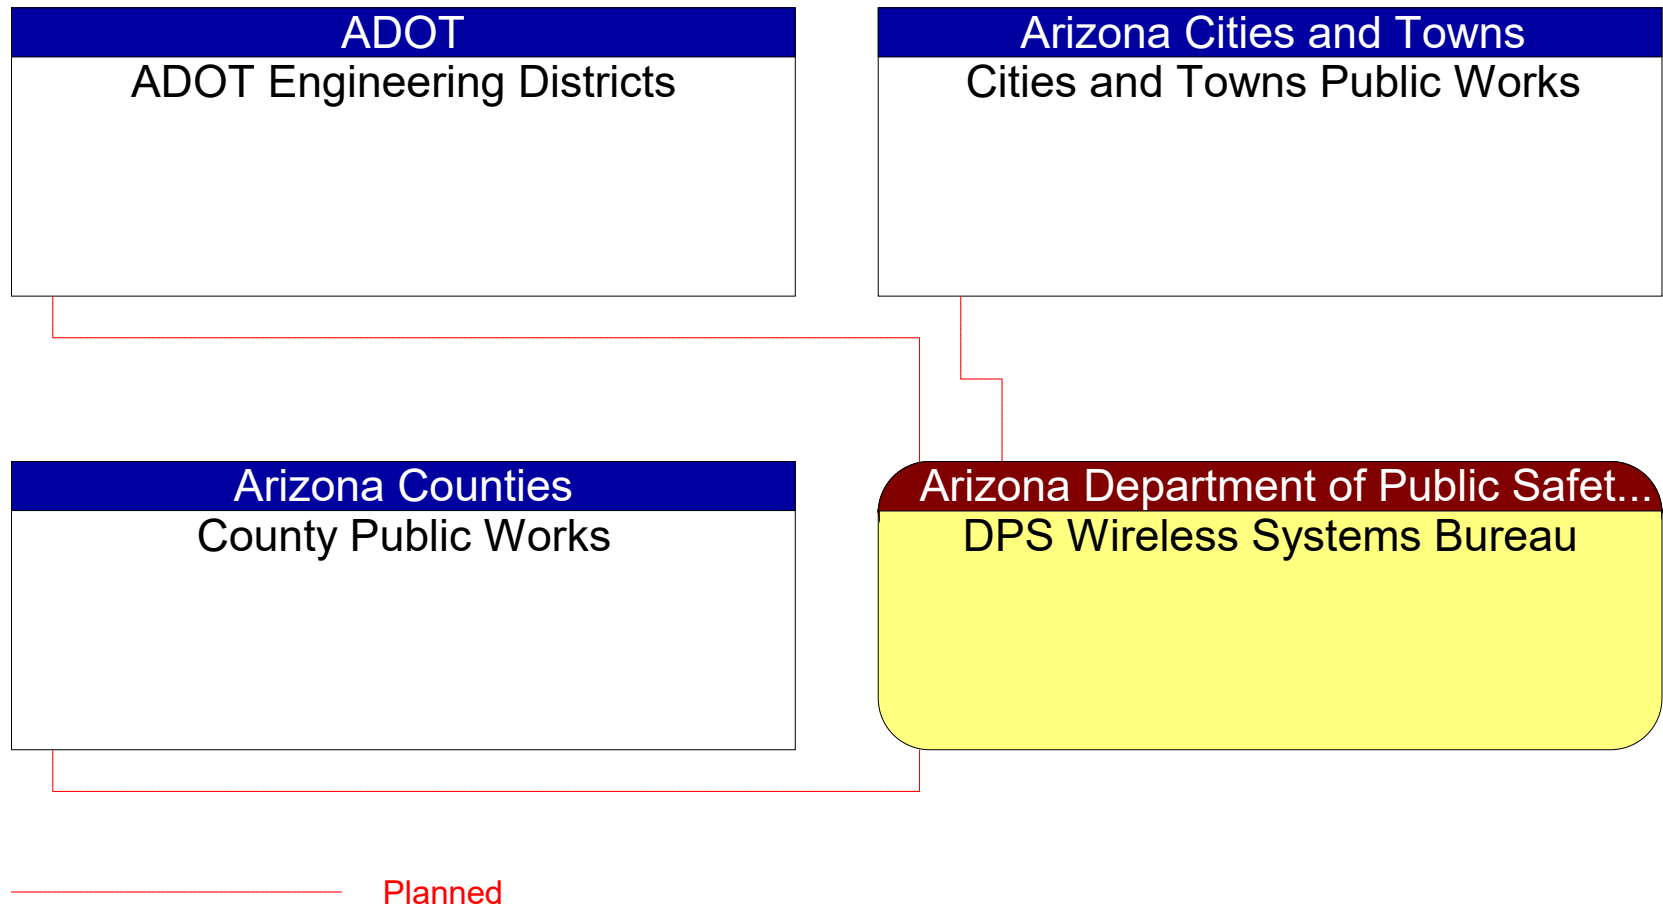 ADOT
ADOT Engineering Districts
Arizona Cities and Towns
Cities and Towns Public Works
Arizona Counties
County Public Works
Arizona Department of Public Safet...
DPS Wireless Systems Bureau
Planned